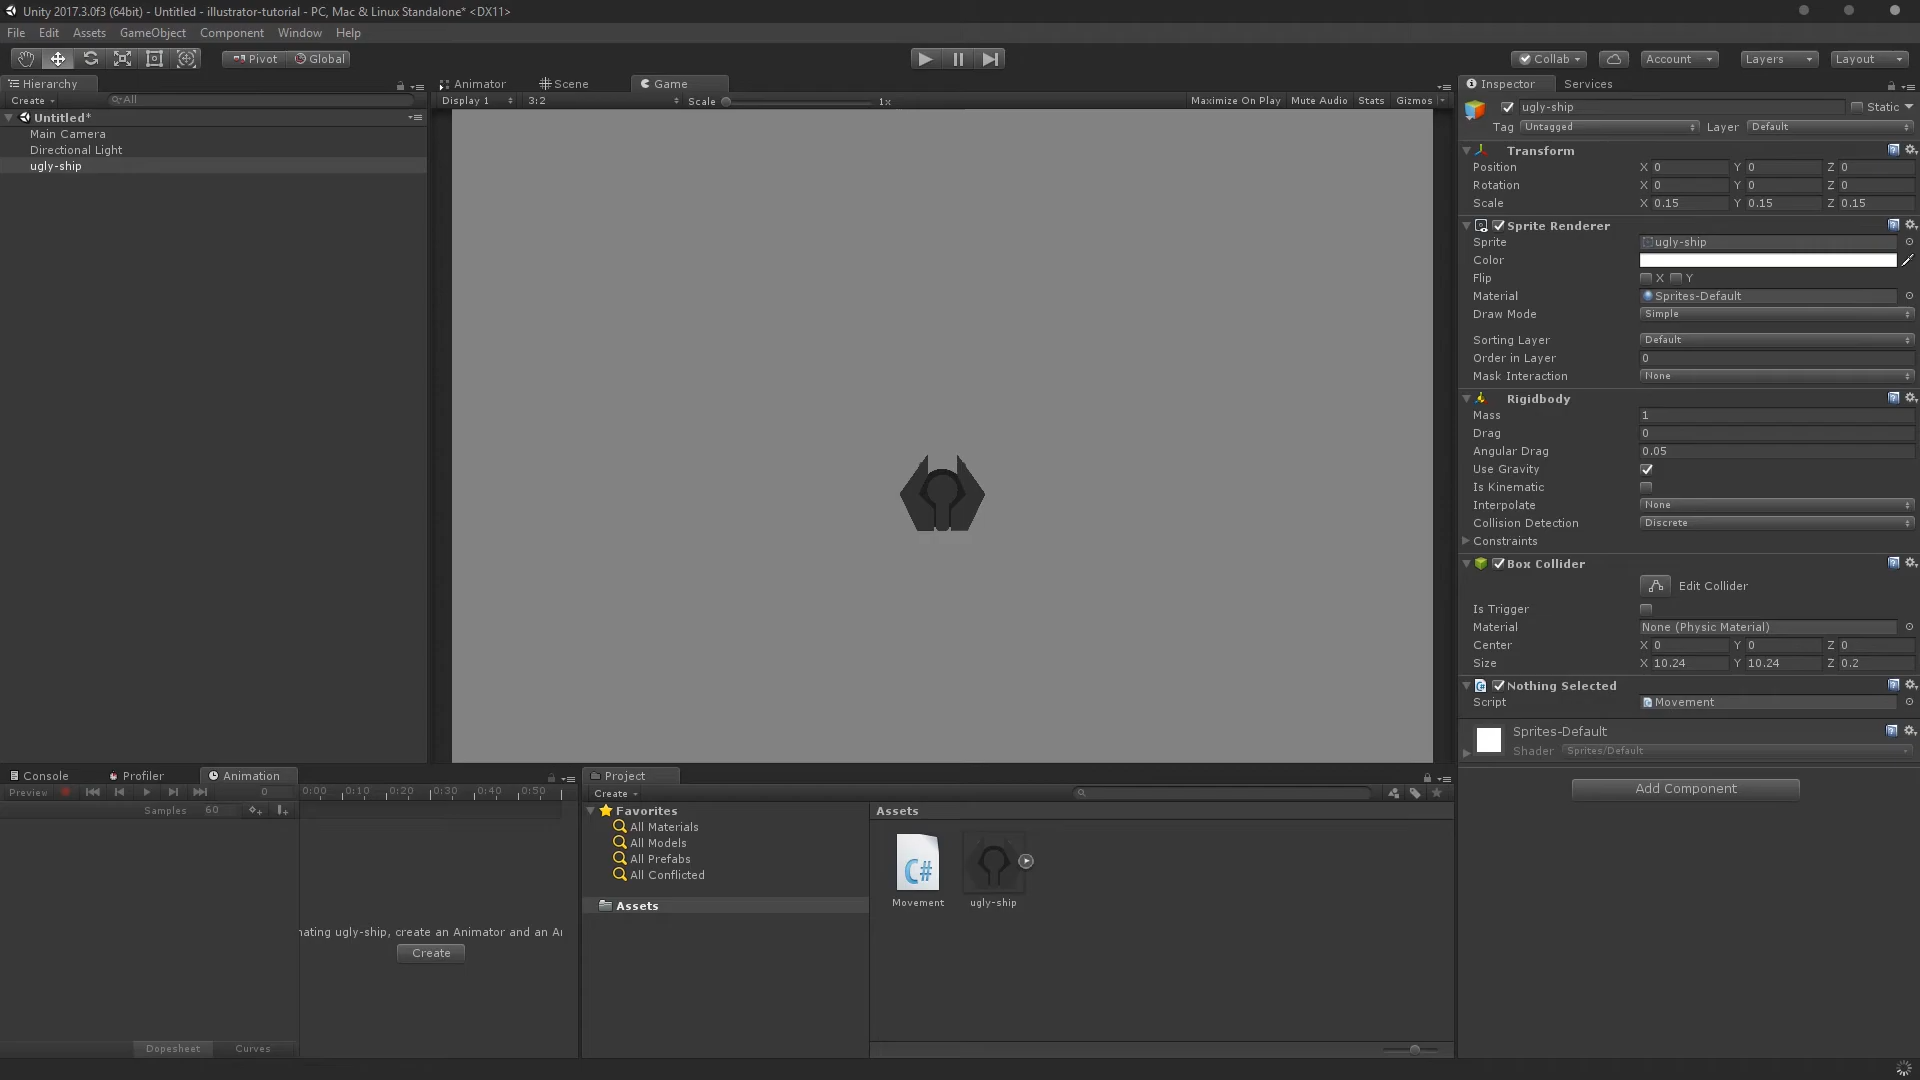 Unity 2017.3.0f3 (64bit) - Untitled - illustrator-tutorial - PC, Mac & Linux Standalone* <DX11>
File Edit Assets GameObject Component Window Help
Pivot Global Collab Account Layers Layout
Hierarchy
Create All
Untitled*
Main Camera
Directional Light
ugly-ship
Animator Scene Game
Display 1 3:2 Scale 1x Maximize On Play Mute Audio Stats Gizmos
Inspector Services
ugly-ship Static
Tag Untagged Layer Default
Transform
Position X 0 Y 0 Z 0
Rotation X 0 Y 0 Z 0
Scale X 0.15 Y 0.15 Z 0.15
Sprite Renderer
Sprite ugly-ship
Color
Flip X Y
Material Sprites-Default
Draw Mode Simple
Sorting Layer Default
Order in Layer 0
Mask Interaction None
Rigidbody
Mass 1
Drag 0
Angular Drag 0.05
Use Gravity
Is Kinematic
Interpolate None
Collision Detection Discrete
Constraints
Box Collider
Edit Collider
Is Trigger
Material None (Physic Material)
Center X 0 Y 0 Z 0
Size X 10.24 Y 10.24 Z 0.2
Nothing Selected
Script Movement
Sprites-Default
Shader Sprites/Default
Add Component
Console Profiler Animation
Preview 0 0:00 0:10 0:20 0:30 0:40 0:50
Samples 60
nating ugly-ship, create an Animator and an Ar
Create
Dopesheet Curves
Project
Create
Favorites
All Materials
All Models
All Prefabs
All Conflicted
Assets
Assets
C#
Movement ugly-ship